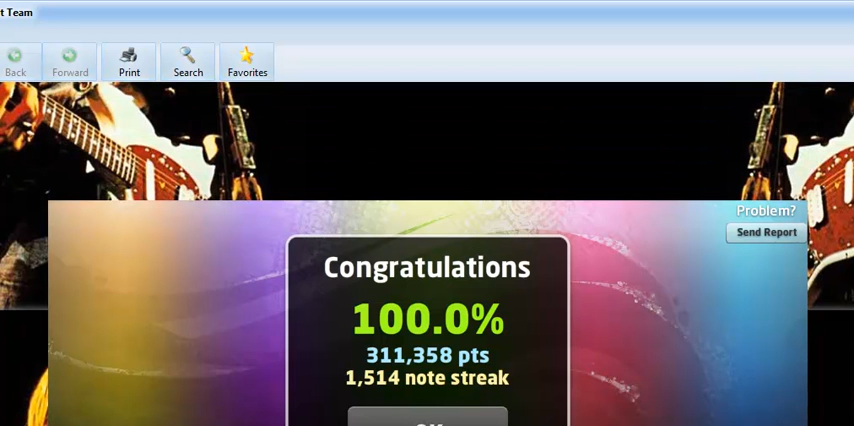 t Team
Back Forward Print Search Favorites
Problem?
Send Report
Congratulations
100.0%
311,358 pts
1,514 note streak
OK